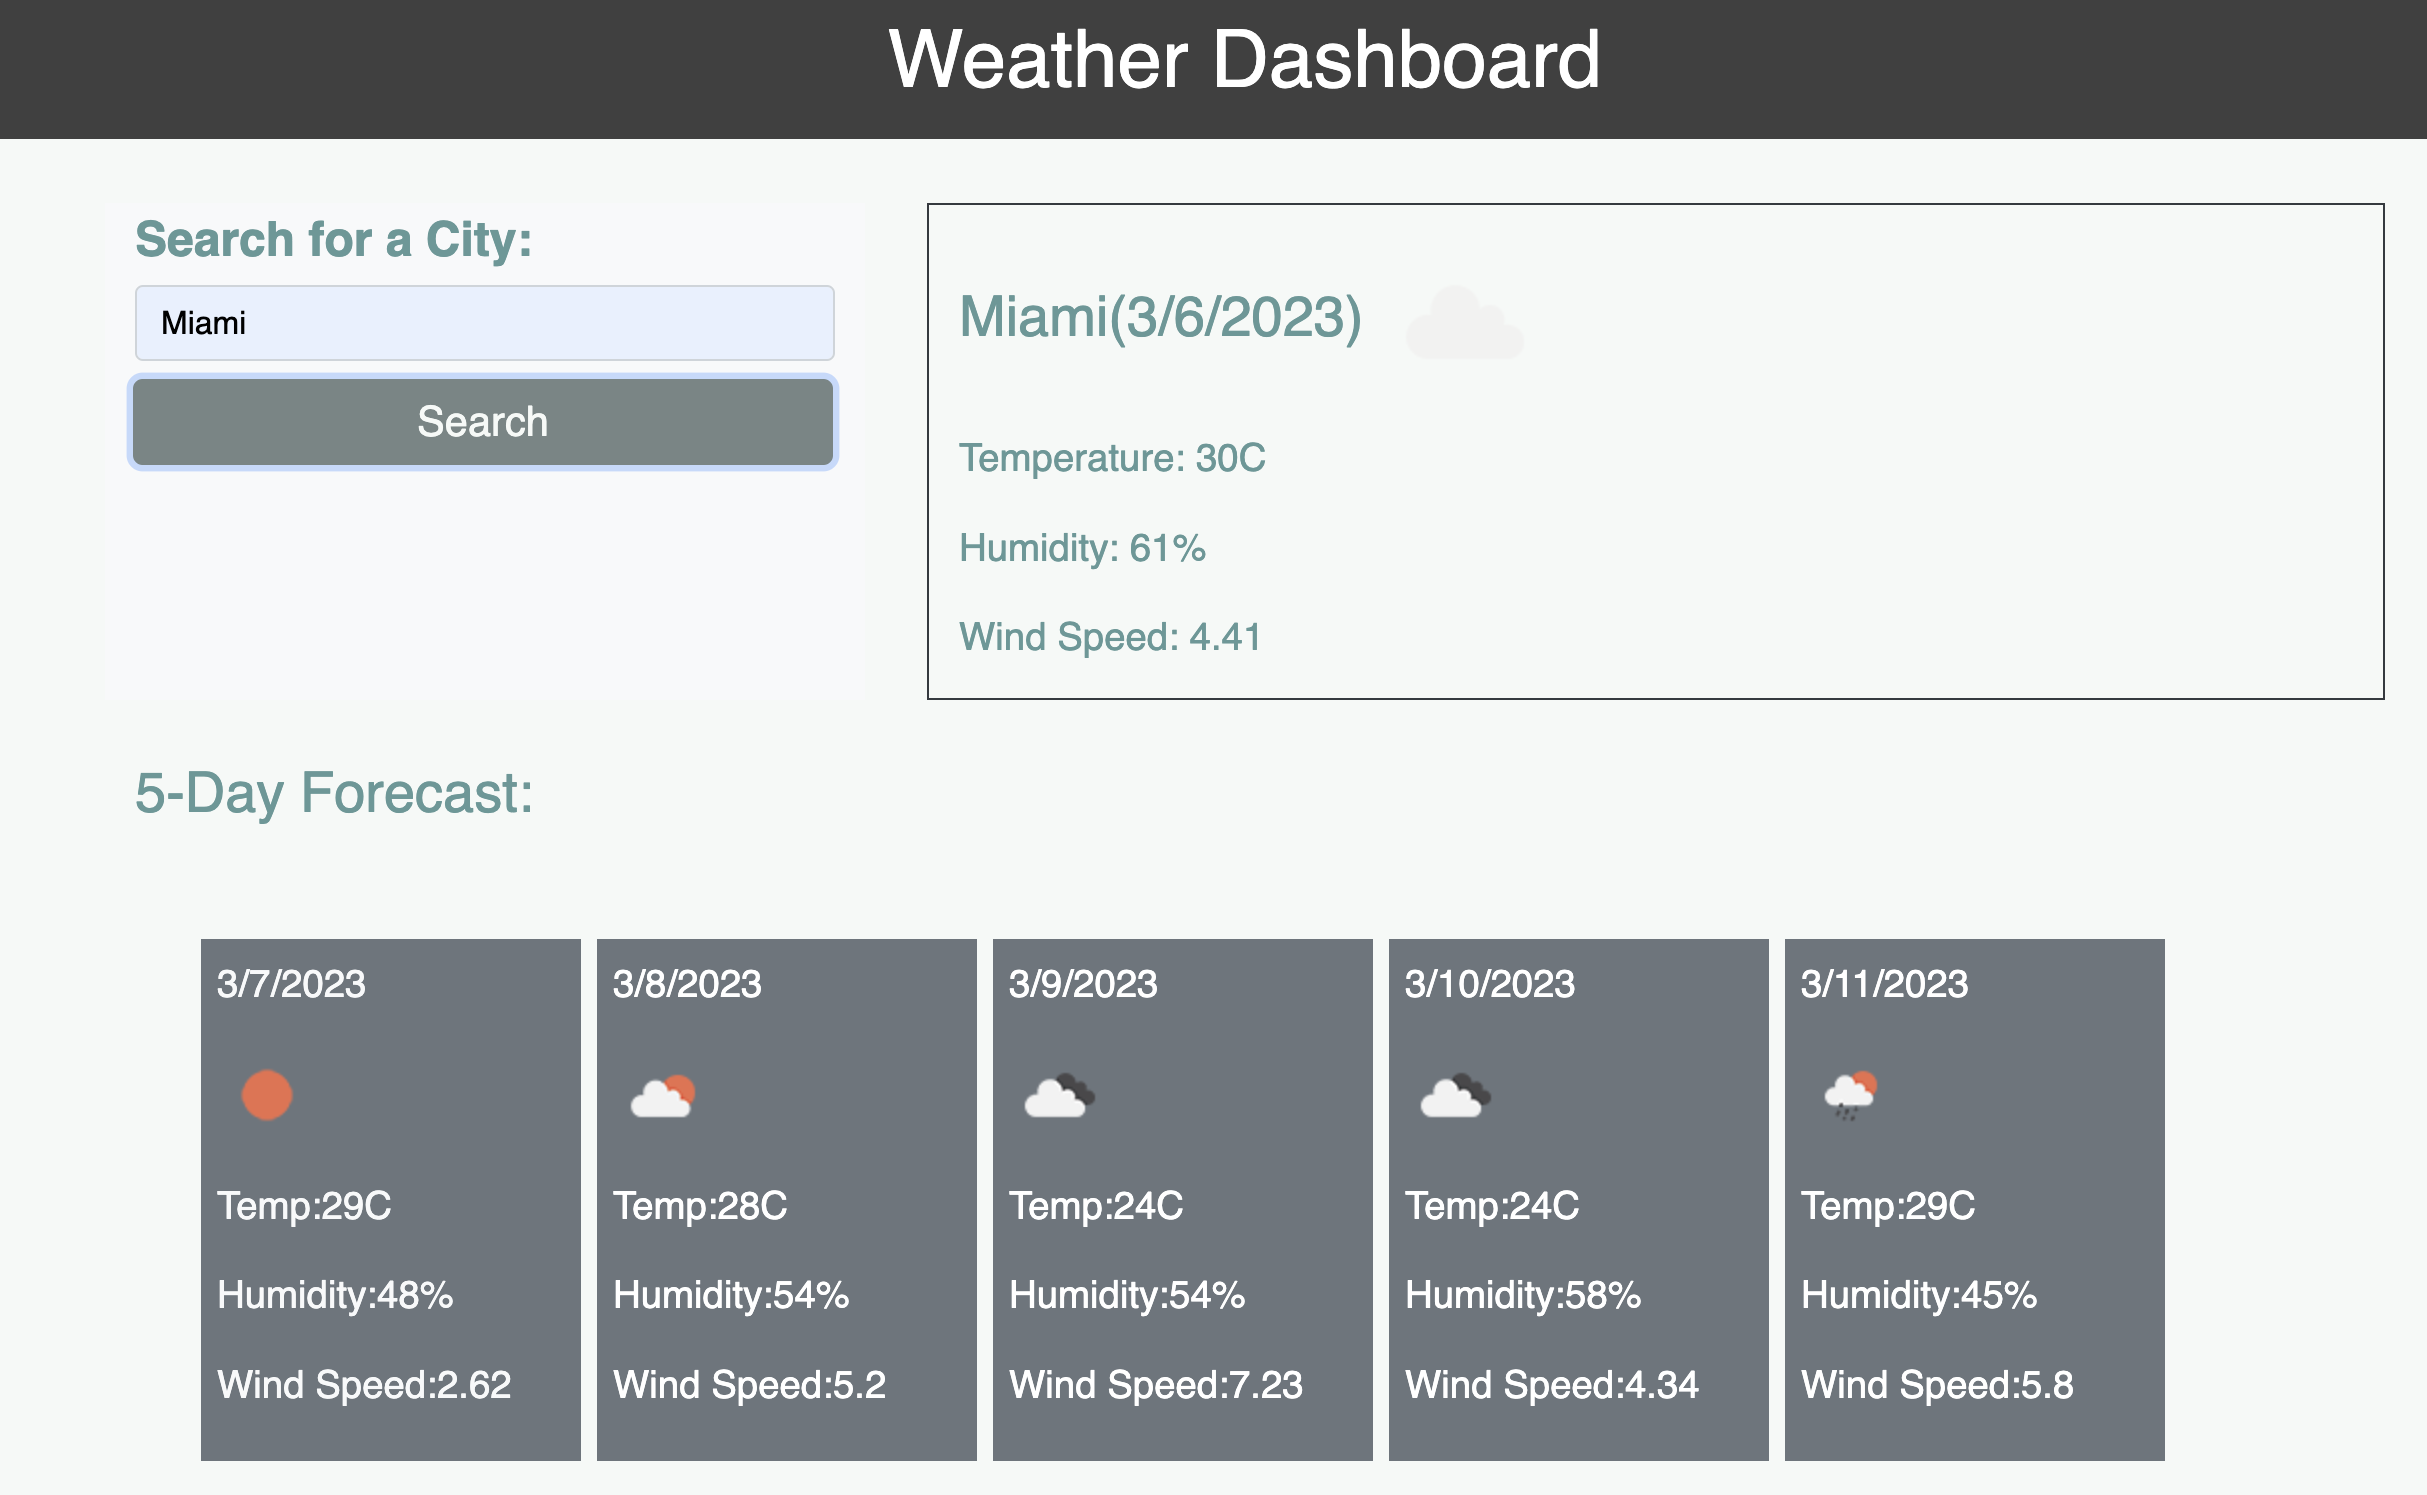 Weather Dashboard
Search for a City:
Miami
Search
Miami(3/6/2023)
Temperature: 30C
Humidity: 61%
Wind Speed: 4.41
5-Day Forecast:
3/7/2023
Temp:29C
Humidity:48%
Wind Speed:2.62
3/8/2023
Temp:28C
Humidity:54%
Wind Speed:5.2
3/9/2023
Temp:24C
Humidity:54%
Wind Speed:7.23
3/10/2023
Temp:24C
Humidity:58%
Wind Speed:4.34
3/11/2023
Temp:29C
Humidity:45%
Wind Speed:5.8